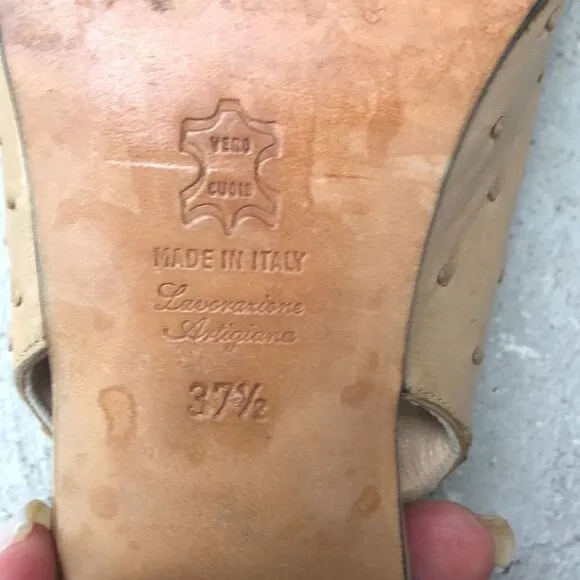 VERO
CUOIO
MADE IN ITALY
Lavorazione
Artigiana
37½